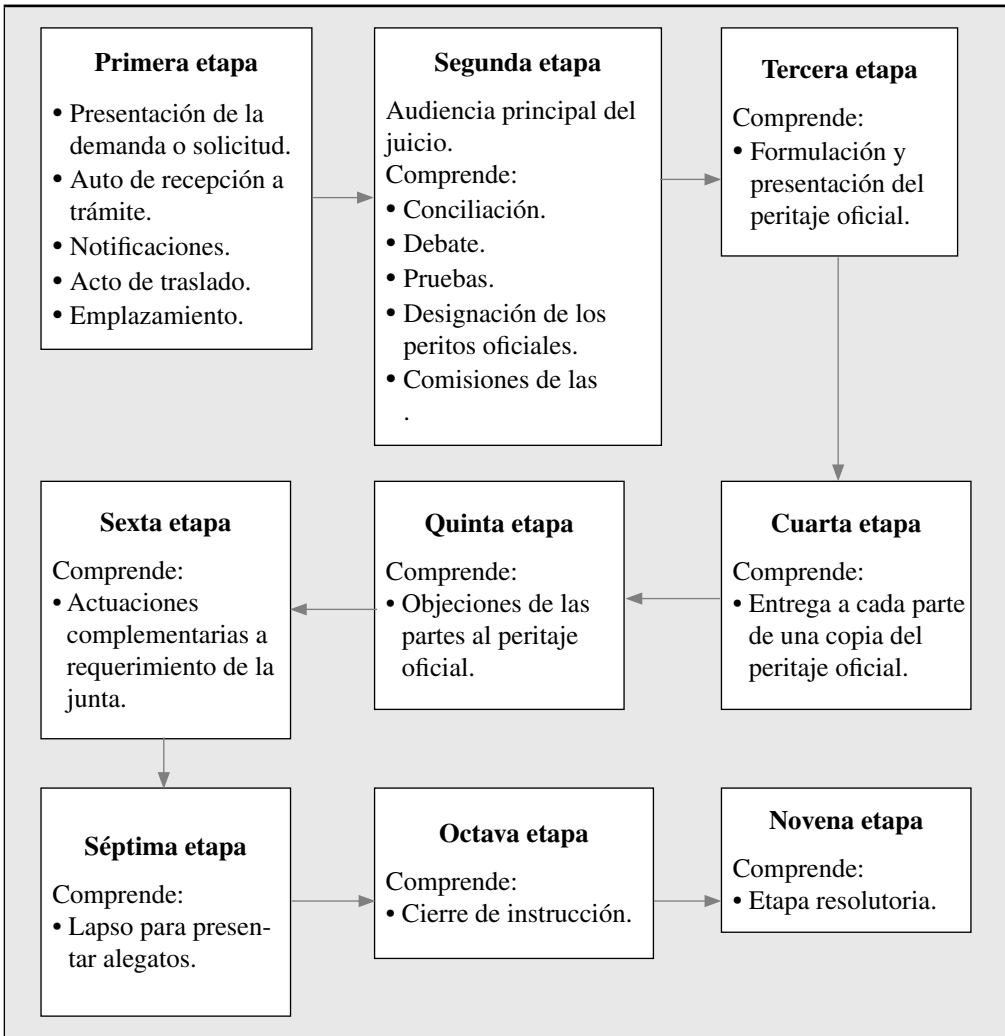 Primera etapa
• Presentación de la
demanda o solicitud.
• Auto de recepción a
trámite.
• Notificaciones.
• Acto de traslado.
• Emplazamiento.
Segunda etapa
Audiencia principal del
juicio.
Comprende:
• Conciliación.
• Debate.
• Pruebas.
• Designación de los
peritos oficiales.
• Comisiones de las
.
Tercera etapa
Comprende:
• Formulación y
presentación del
peritaje oficial.
Cuarta etapa
Comprende:
• Entrega a cada parte
de una copia del
peritaje oficial.
Quinta etapa
Comprende:
• Objeciones de las
partes al peritaje
oficial.
Sexta etapa
Comprende:
• Actuaciones
complementarias a
requerimiento de la
junta.
Séptima etapa
Comprende:
• Lapso para presen-
tar alegatos.
Octava etapa
Comprende:
• Cierre de instrucción.
Novena etapa
Comprende:
• Etapa resolutoria.